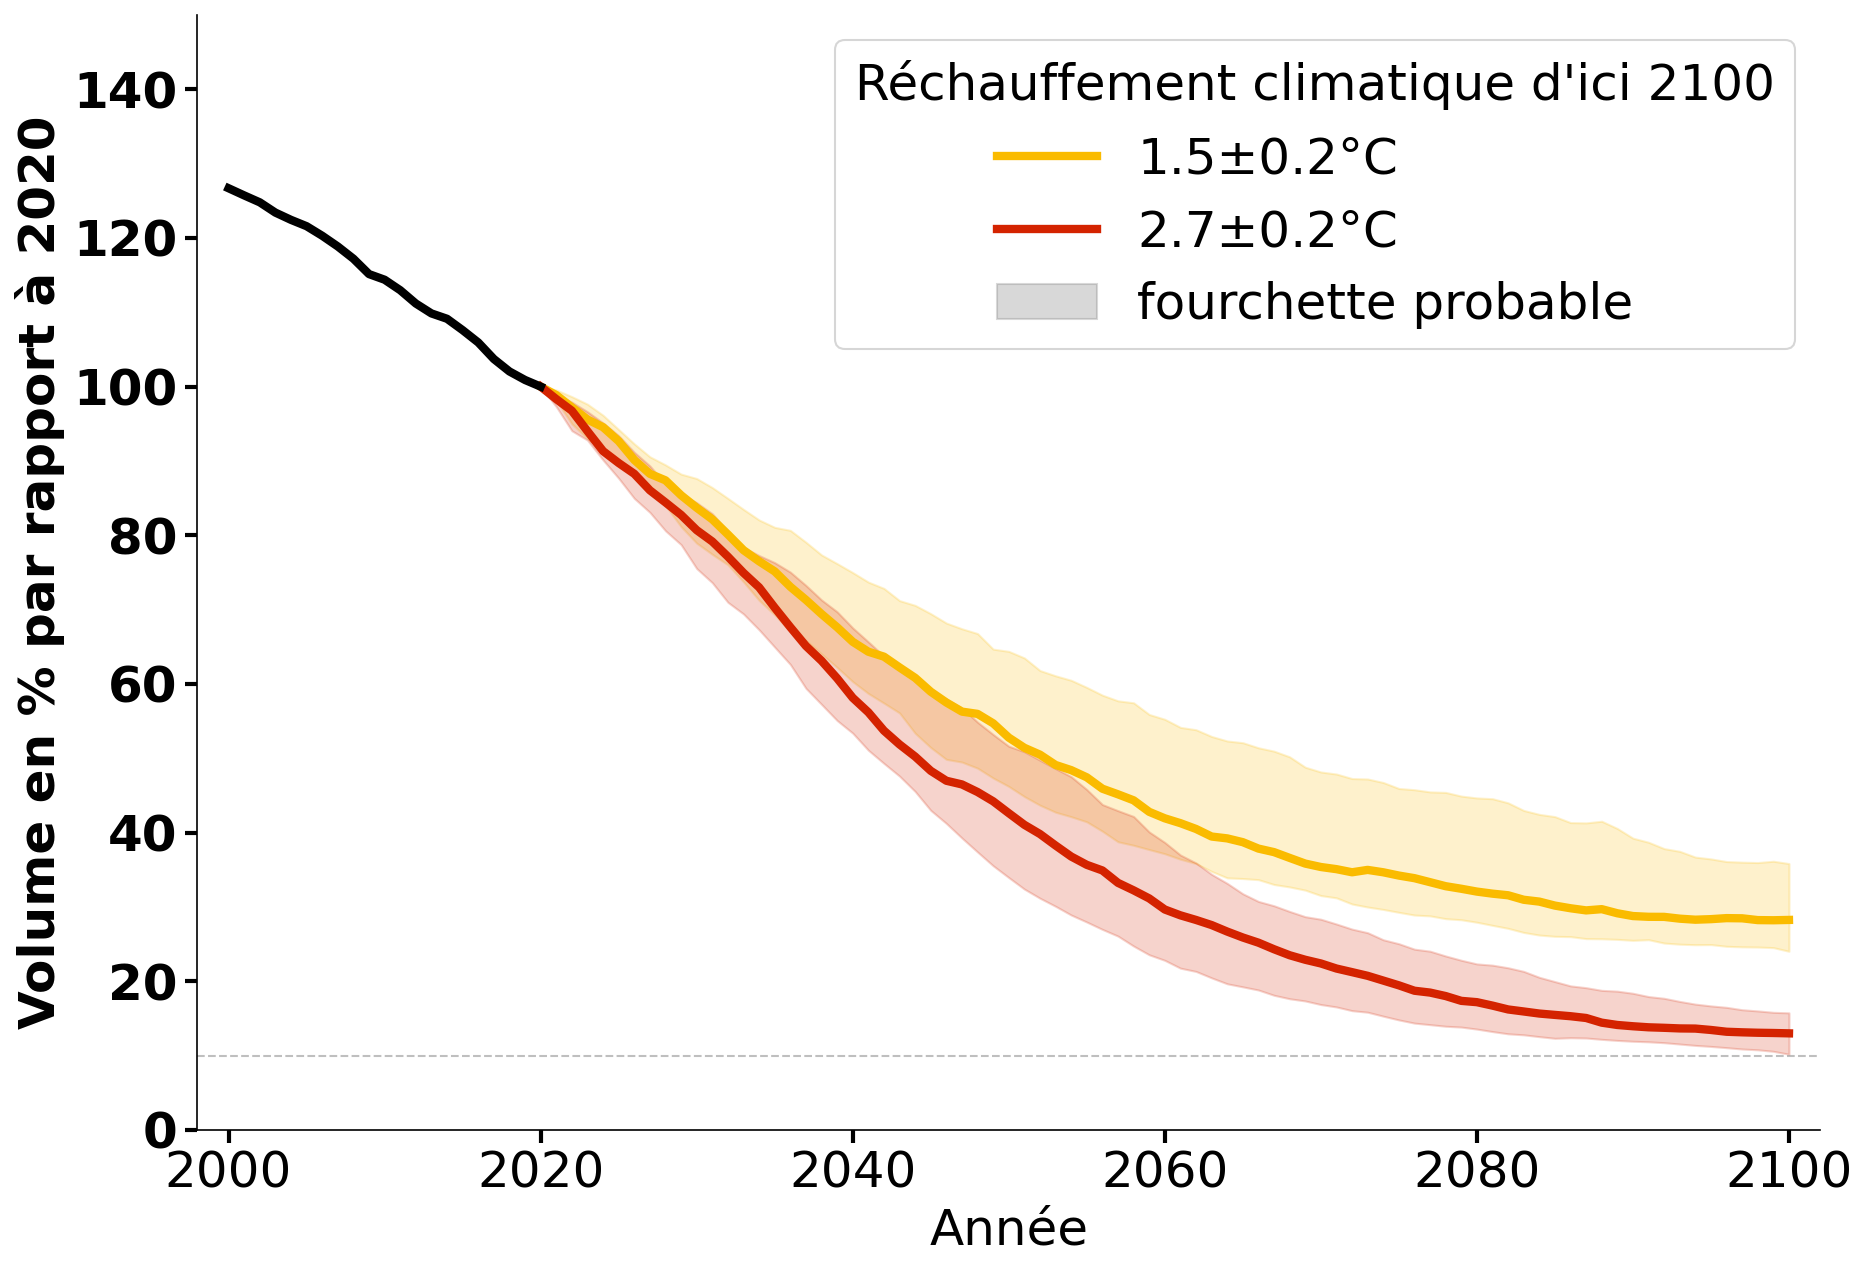 Volume en % par rapport à 2020
140
120
100
80
60
40
20
0
Réchauffement climatique d'ici 2100
1.5±0.2°C
2.7±0.2°C
fourchette probable
2000 2020 2040 2060 2080 2100
Année